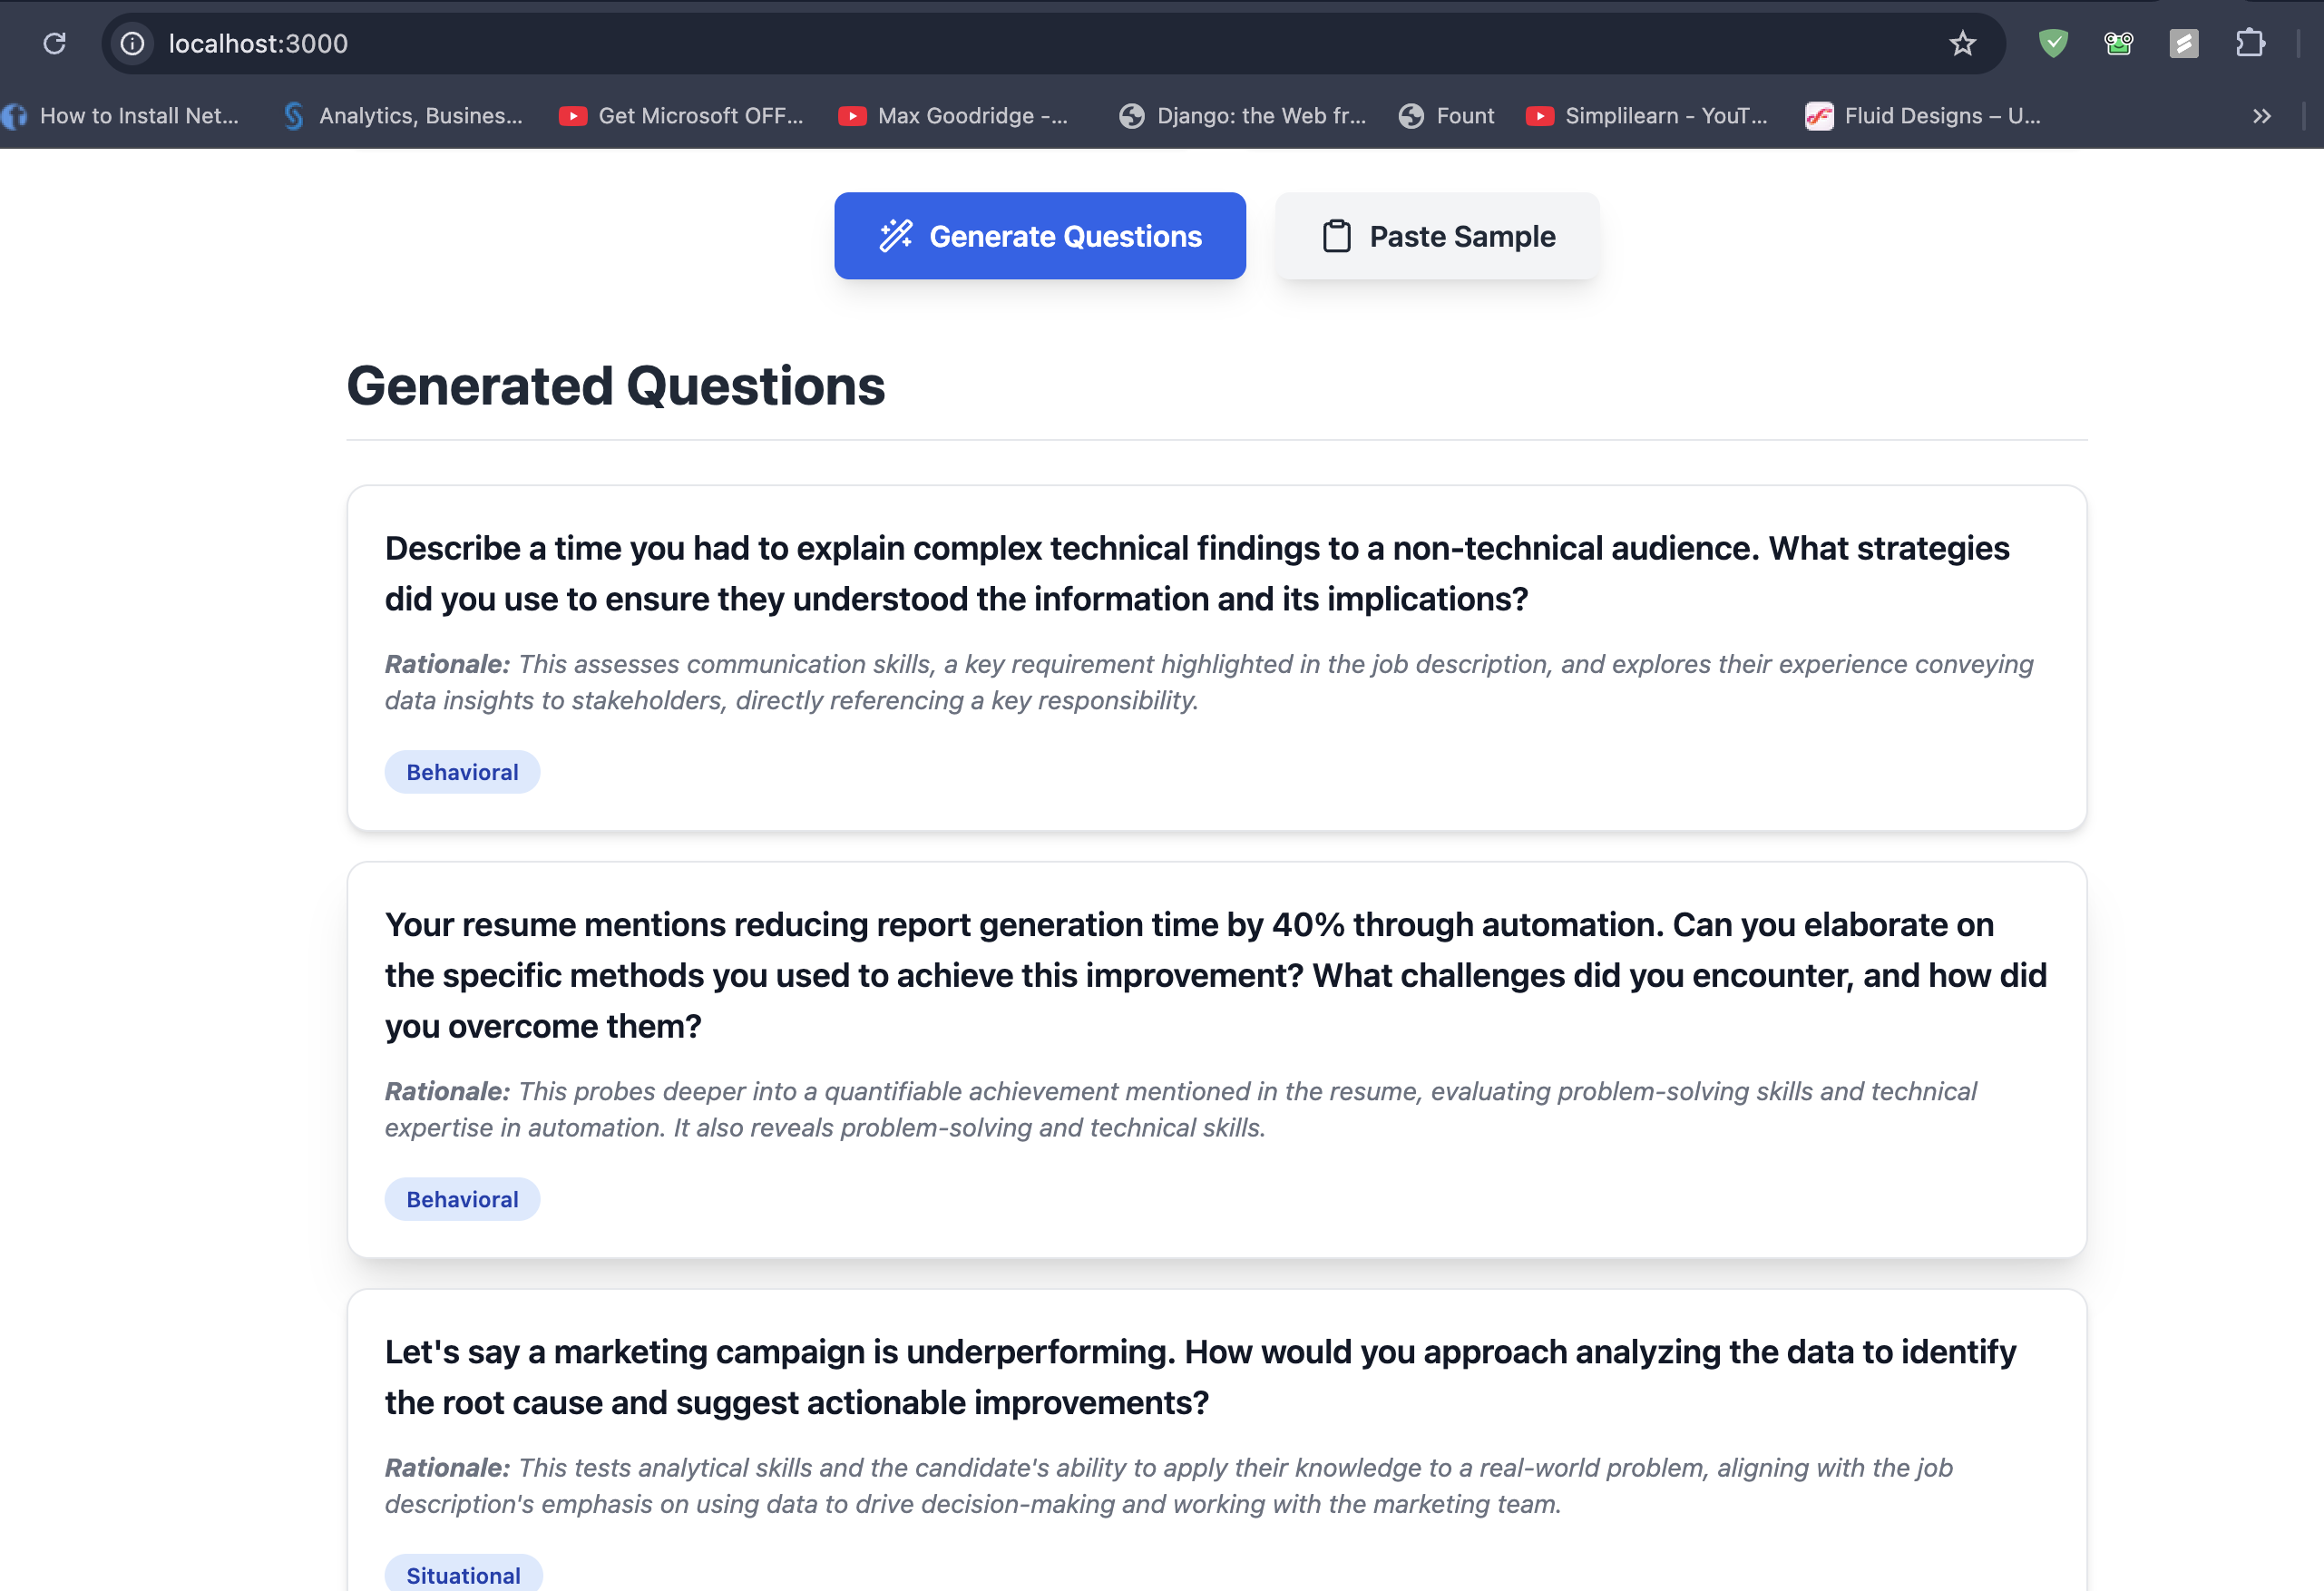 localhost:3000
How to Install Net... Analytics, Busines... Get Microsoft OFF... Max Goodridge -... Django: the Web fr... Fount Simplilearn - YouT... Fluid Designs – U...
Generate Questions Paste Sample
Generated Questions
Describe a time you had to explain complex technical findings to a non-technical audience. What strategies
did you use to ensure they understood the information and its implications?
Rationale: This assesses communication skills, a key requirement highlighted in the job description, and explores their experience conveying
data insights to stakeholders, directly referencing a key responsibility.
Behavioral
Your resume mentions reducing report generation time by 40% through automation. Can you elaborate on
the specific methods you used to achieve this improvement? What challenges did you encounter, and how did
you overcome them?
Rationale: This probes deeper into a quantifiable achievement mentioned in the resume, evaluating problem-solving skills and technical
expertise in automation. It also reveals problem-solving and technical skills.
Behavioral
Let's say a marketing campaign is underperforming. How would you approach analyzing the data to identify
the root cause and suggest actionable improvements?
Rationale: This tests analytical skills and the candidate's ability to apply their knowledge to a real-world problem, aligning with the job
description's emphasis on using data to drive decision-making and working with the marketing team.
Situational